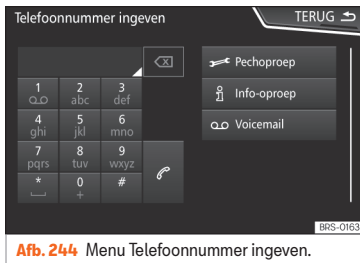 Telefoonnummer ingeven
TERUG
1
2 abc
3 def
4 ghi
5 jkl
6 mno
7 pqrs
8 tuv
9 wxyz
*
0 +
#
Pechoproep
Info-oproep
Voicemail
BRS-0163
Afb. 244 Menu Telefoonnummer ingeven.